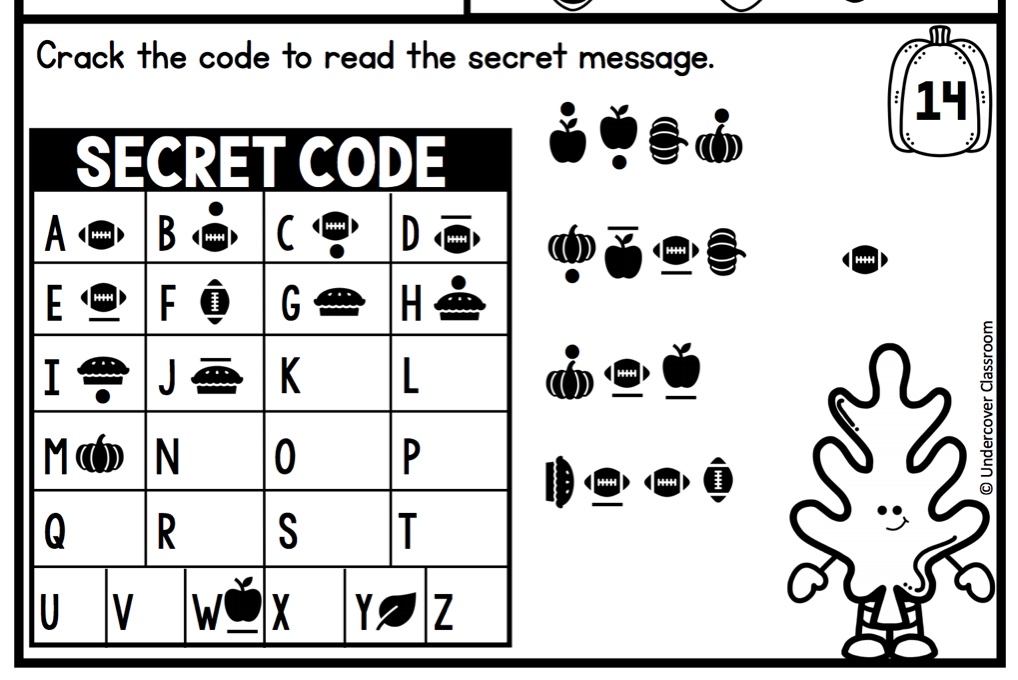 Crack the code to read the secret message.
14
SECRET CODE
A B C D
E F G H
I J K L
M N O P
Q R S T
U V W X Y Z
© Undercover Classroom